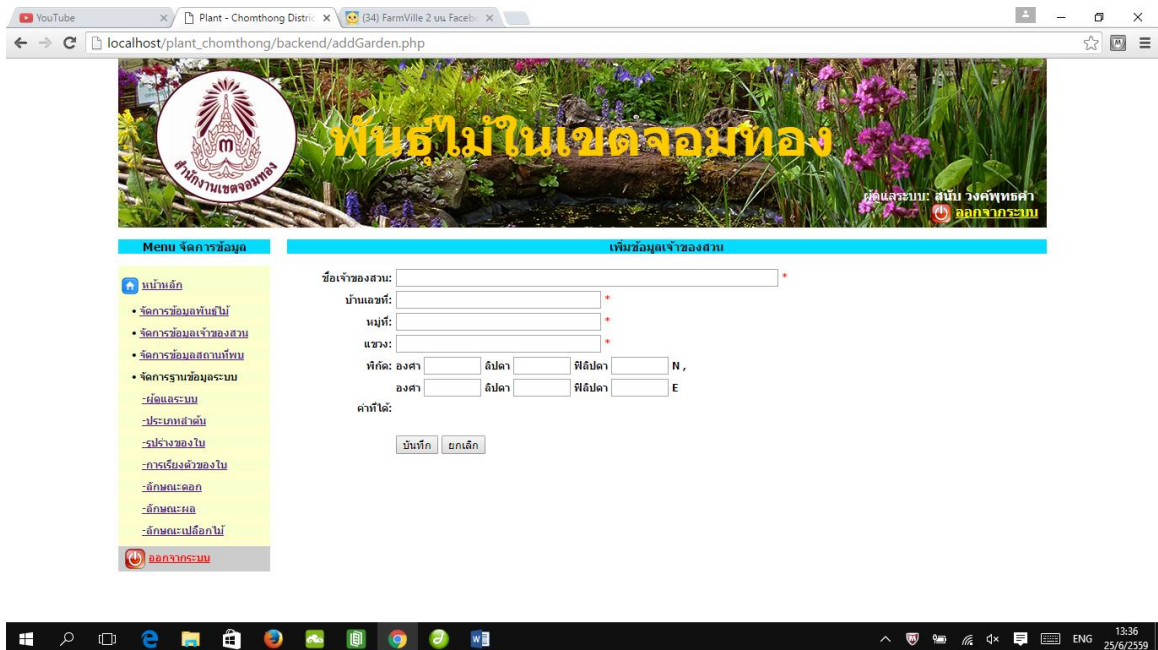 YouTube
Plant - Chomthong Distric
(34) FarmVille 2 บน Facebo
localhost/plant_chomthong/backend/addGarden.php
สำนักงานเขตจอมทอง
พันธุ์ไม้ในเขตจอมทอง
ผู้ดูแลระบบ: สนับ วงค์พุทธคำ
ออกจากระบบ
Menu จัดการข้อมูล
เพิ่มข้อมูลเจ้าของสวน
หน้าหลัก
• จัดการข้อมูลพันธุ์ไม้
• จัดการข้อมูลเจ้าของสวน
• จัดการข้อมูลสถานที่พบ
• จัดการฐานข้อมูลระบบ
-ผู้ดูแลระบบ
-ประเภทลำต้น
-รูปร่างของใบ
-การเรียงตัวของใบ
-ลักษณะดอก
-ลักษณะผล
-ลักษณะเปลือกไม้
ออกจากระบบ
ชื่อเจ้าของสวน: *
บ้านเลขที่: *
หมู่ที่: *
แขวง: *
พิกัด: องศา ลิปดา ฟิลิปดา N ,
องศา ลิปดา ฟิลิปดา E
ค่าที่ได้:
บันทึก ยกเลิก
ENG
13:36
25/6/2559